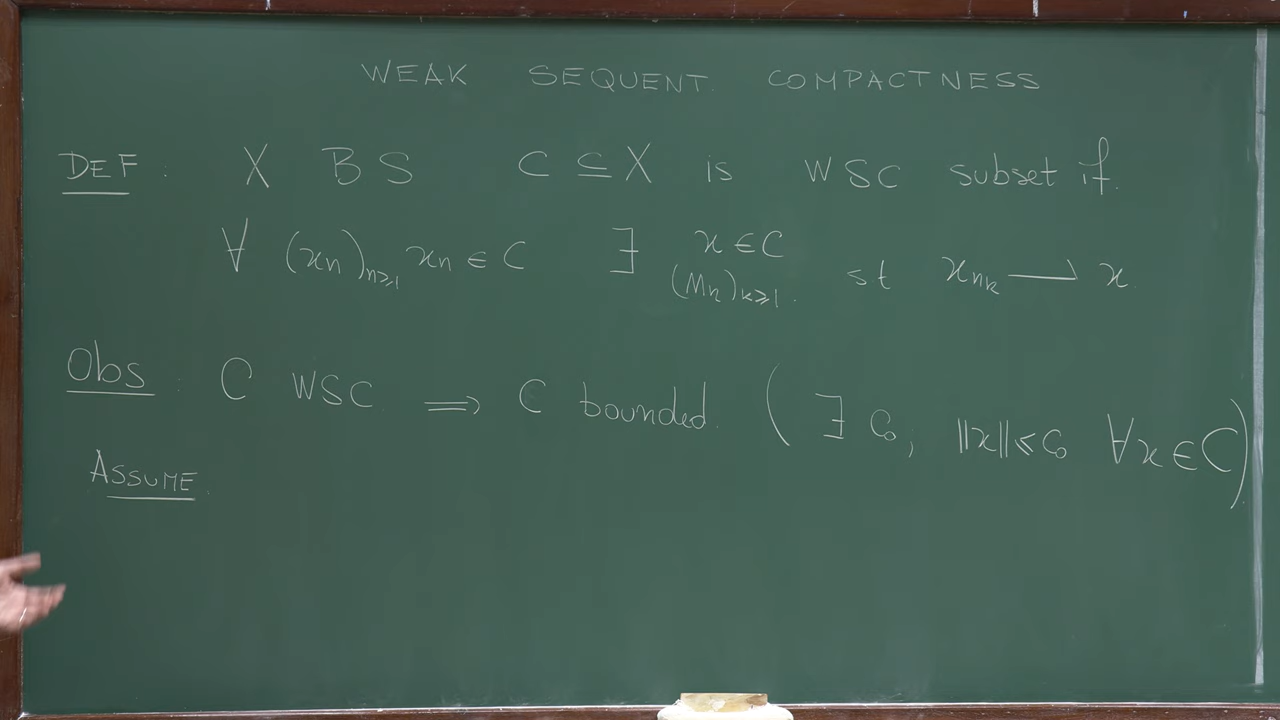 WEAK SEQUENT. COMPACTNESS
DEF: X BS C ⊆ X is WSC subset if
∀ (xn)n≥1 xn ∈ C ∃ x ∈ C (nk)k≥1. st xnk ⟶ x
Obs: C WSC ⟹ C bounded. (∃ C₀; ‖x‖ ≤ C₀ ∀x ∈ C)
ASSUME